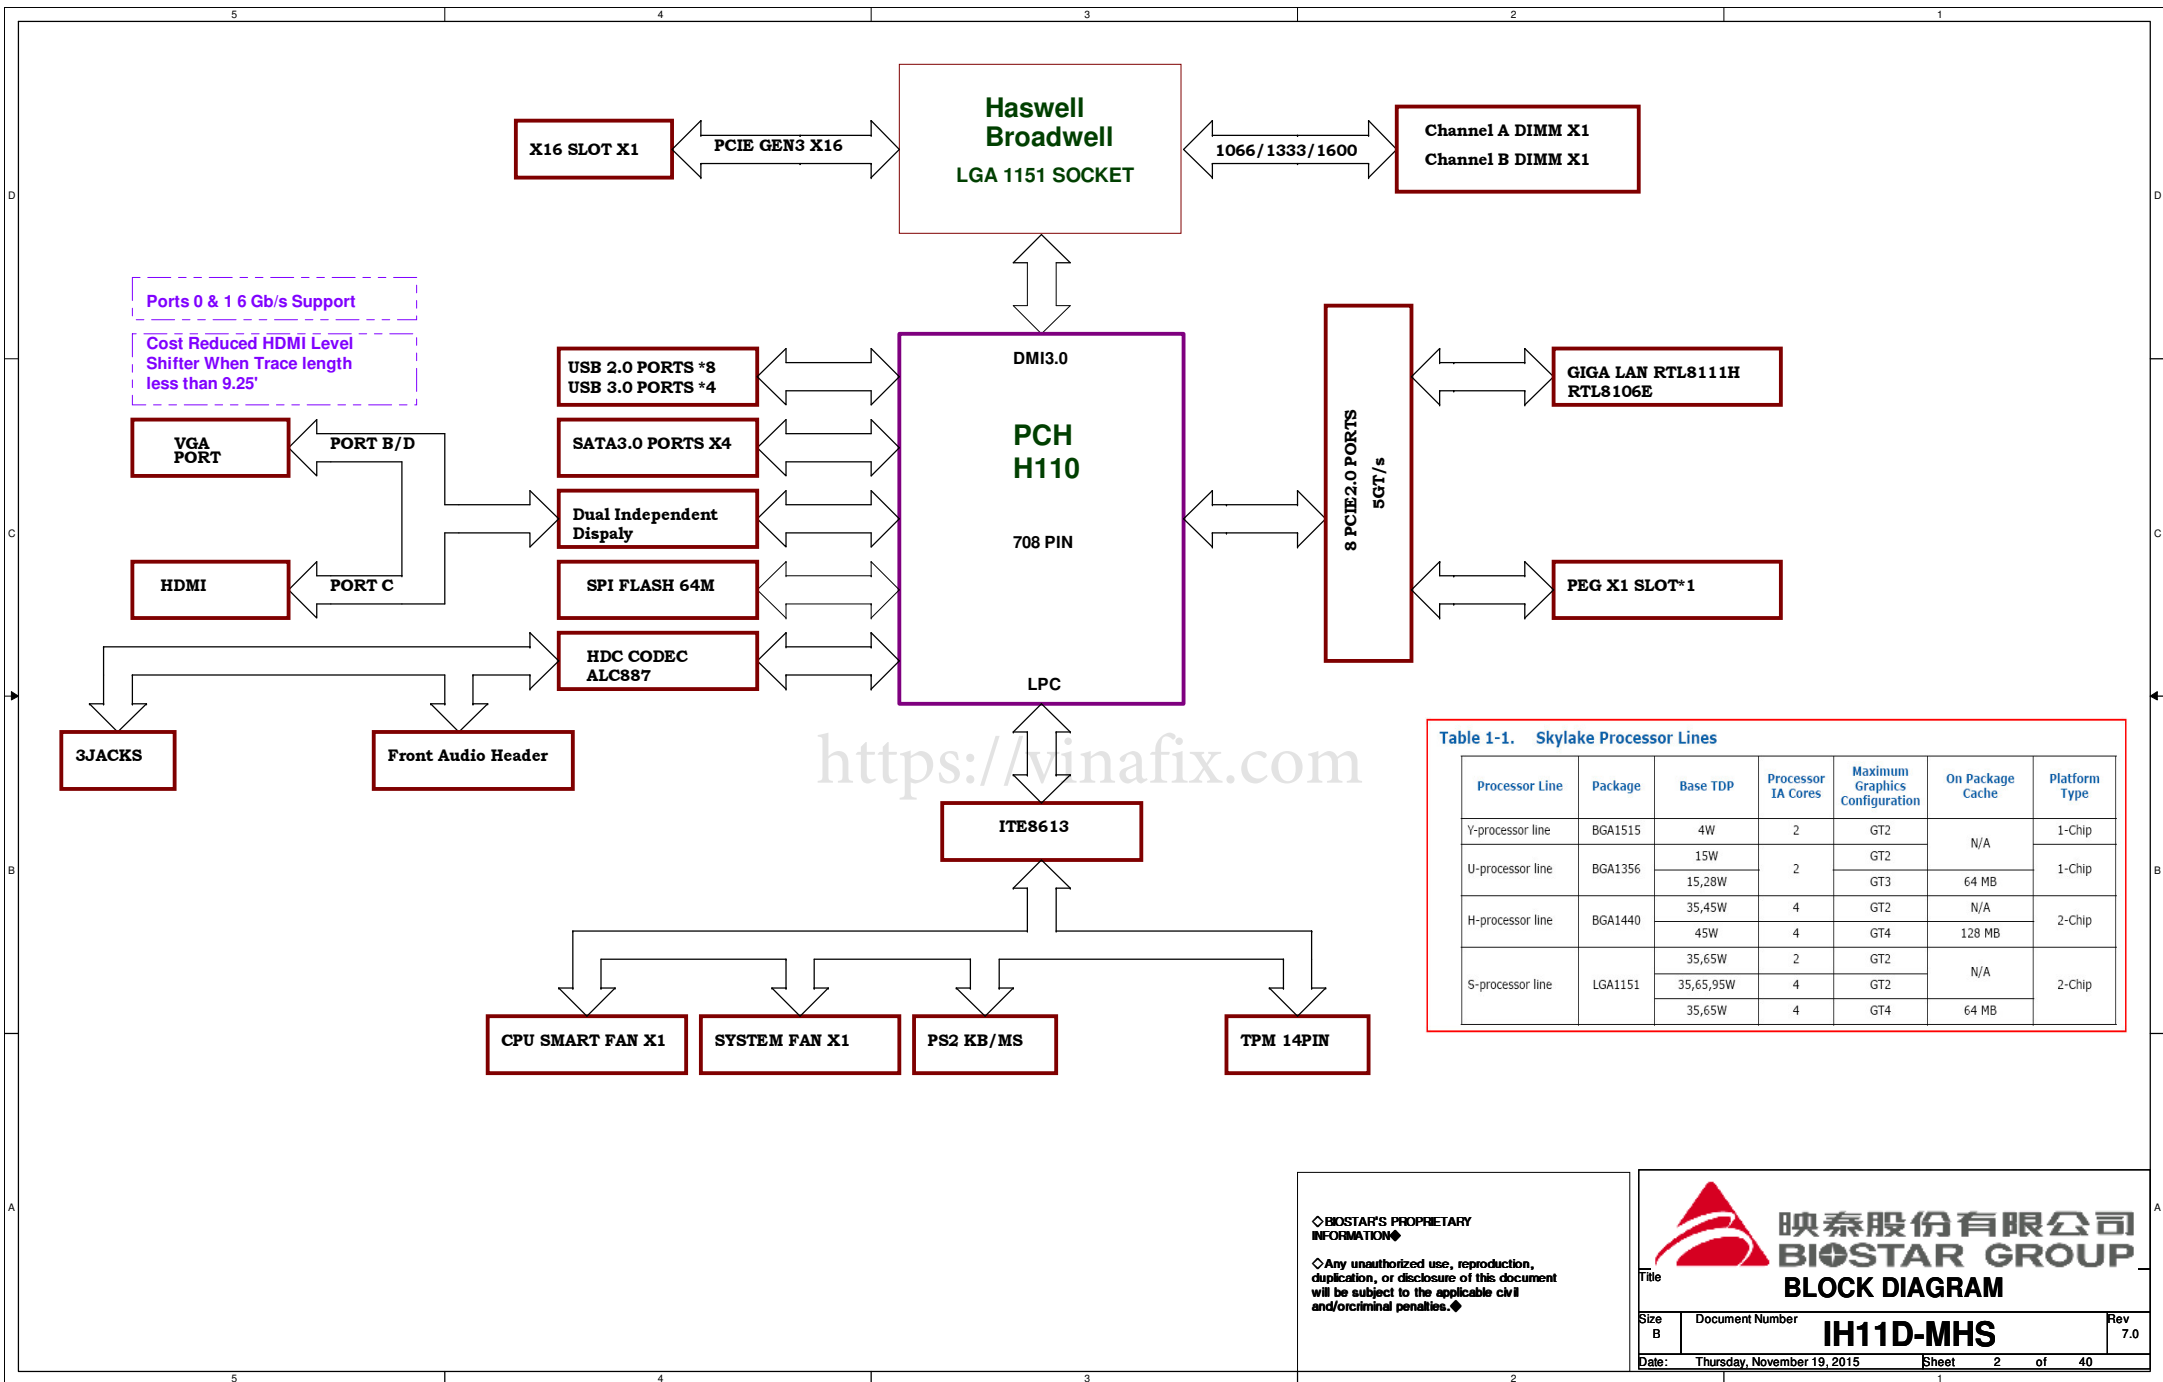 5 4 3 2 1
Haswell
Broadwell
LGA 1151 SOCKET
X16 SLOT X1
PCIE GEN3 X16
1066/1333/1600
Channel A DIMM X1
Channel B DIMM X1
D
D
Ports 0 & 1 6 Gb/s Support
Cost Reduced HDMI Level
Shifter When Trace length
less than 9.25'
DMI3.0
PCH
H110
708 PIN
LPC
USB 2.0 PORTS *8
USB 3.0 PORTS *4
SATA3.0 PORTS X4
Dual Independent
Dispaly
SPI FLASH 64M
HDC CODEC
ALC887
VGA
PORT
PORT B/D
HDMI
PORT C
8 PCIE2.0 PORTS
5GT/s
GIGA LAN RTL8111H
RTL8106E
PEG X1 SLOT*1
C
C
3JACKS
Front Audio Header
https://vinafix.com
ITE8613
CPU SMART FAN X1
SYSTEM FAN X1
PS2 KB/MS
TPM 14PIN
Table 1-1. Skylake Processor Lines
Processor Line Package Base TDP Processor IA Cores Maximum Graphics Configuration On Package Cache Platform Type
Y-processor line BGA1515 4W 2 GT2 N/A 1-Chip
U-processor line BGA1356 15W 2 GT2 1-Chip
15,28W GT3 64 MB
H-processor line BGA1440 35,45W 4 GT2 N/A 2-Chip
45W 4 GT4 128 MB
S-processor line LGA1151 35,65W 2 GT2 N/A 2-Chip
35,65,95W 4 GT2
35,65W 4 GT4 64 MB
B
B
A
A
◇BIOSTAR'S PROPRIETARY
INFORMATION◆
◇Any unauthorized use, reproduction,
duplication, or disclosure of this document
will be subject to the applicable civil
and/orcriminal penalties.◆
映泰股份有限公司
BIOSTAR GROUP
Title
BLOCK DIAGRAM
Size
B
Document Number
IH11D-MHS
Rev
7.0
Date: Thursday, November 19, 2015 Sheet 2 of 40
5 4 3 2 1